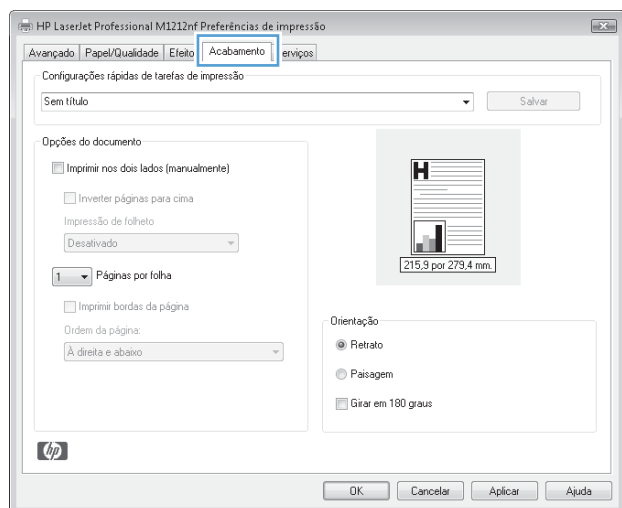 HP LaserJet Professional M1212nf Preferências de impressão
Avançado Papel/Qualidade Efeito Acabamento erviços
Configurações rápidas de tarefas de impressão
Sem título
Salvar
Opções do documento
Imprimir nos dois lados (manualmente)
Inverter páginas para cima
Impressão de folheto
Desativado
1 Páginas por folha
Imprimir bordas da página
Ordem da página:
À direita e abaixo
H
215,9 por 279,4 mm.
Orientação
Retrato
Paisagem
Girar em 180 graus
hp
OK Cancelar Aplicar Ajuda